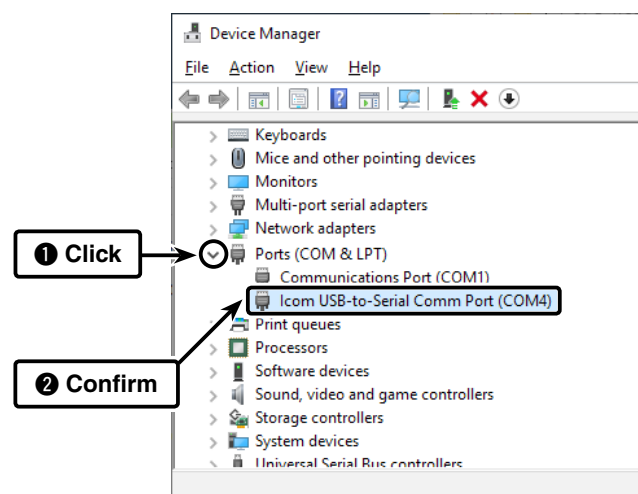 Device Manager
File Action View Help
Keyboards
Mice and other pointing devices
Monitors
Multi-port serial adapters
Network adapters
❶ Click
Ports (COM & LPT)
Communications Port (COM1)
Icom USB-to-Serial Comm Port (COM4)
Print queues
Processors
❷ Confirm
Software devices
Sound, video and game controllers
Storage controllers
System devices
Universal Serial Bus controllers